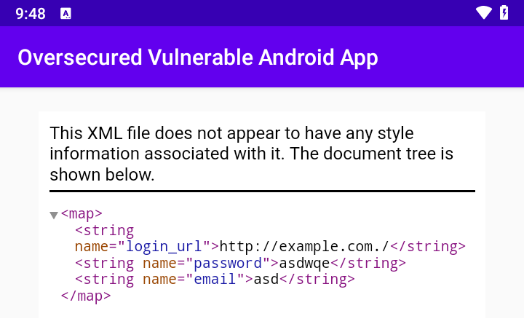 9:48 A
Oversecured Vulnerable Android App
This XML file does not appear to have any style
information associated with it. The document tree is
shown below.
▼<map>
<string
name="login_url">http://example.com./</string>
<string name="password">asdwqe</string>
<string name="email">asd</string>
</map>